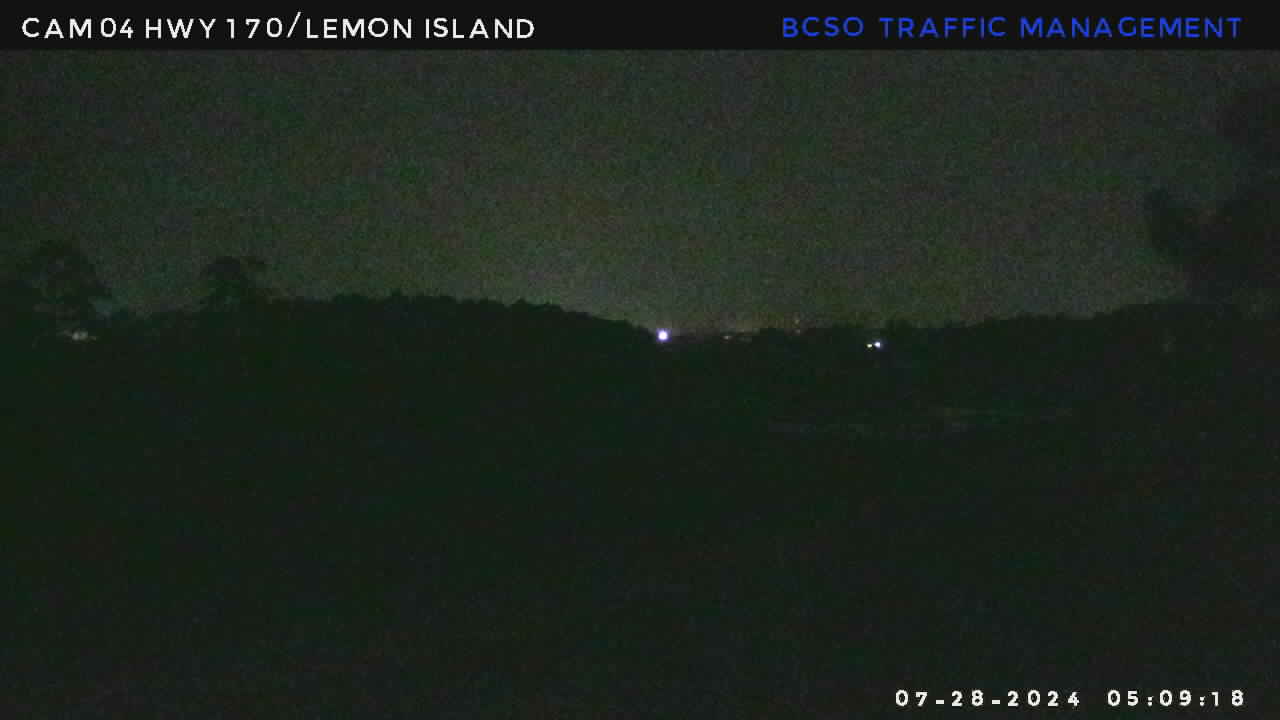 CAM04 HWY 170/LEMON ISLAND
BCSO TRAFFIC MANAGEMENT
07-28-2024 05:09:18